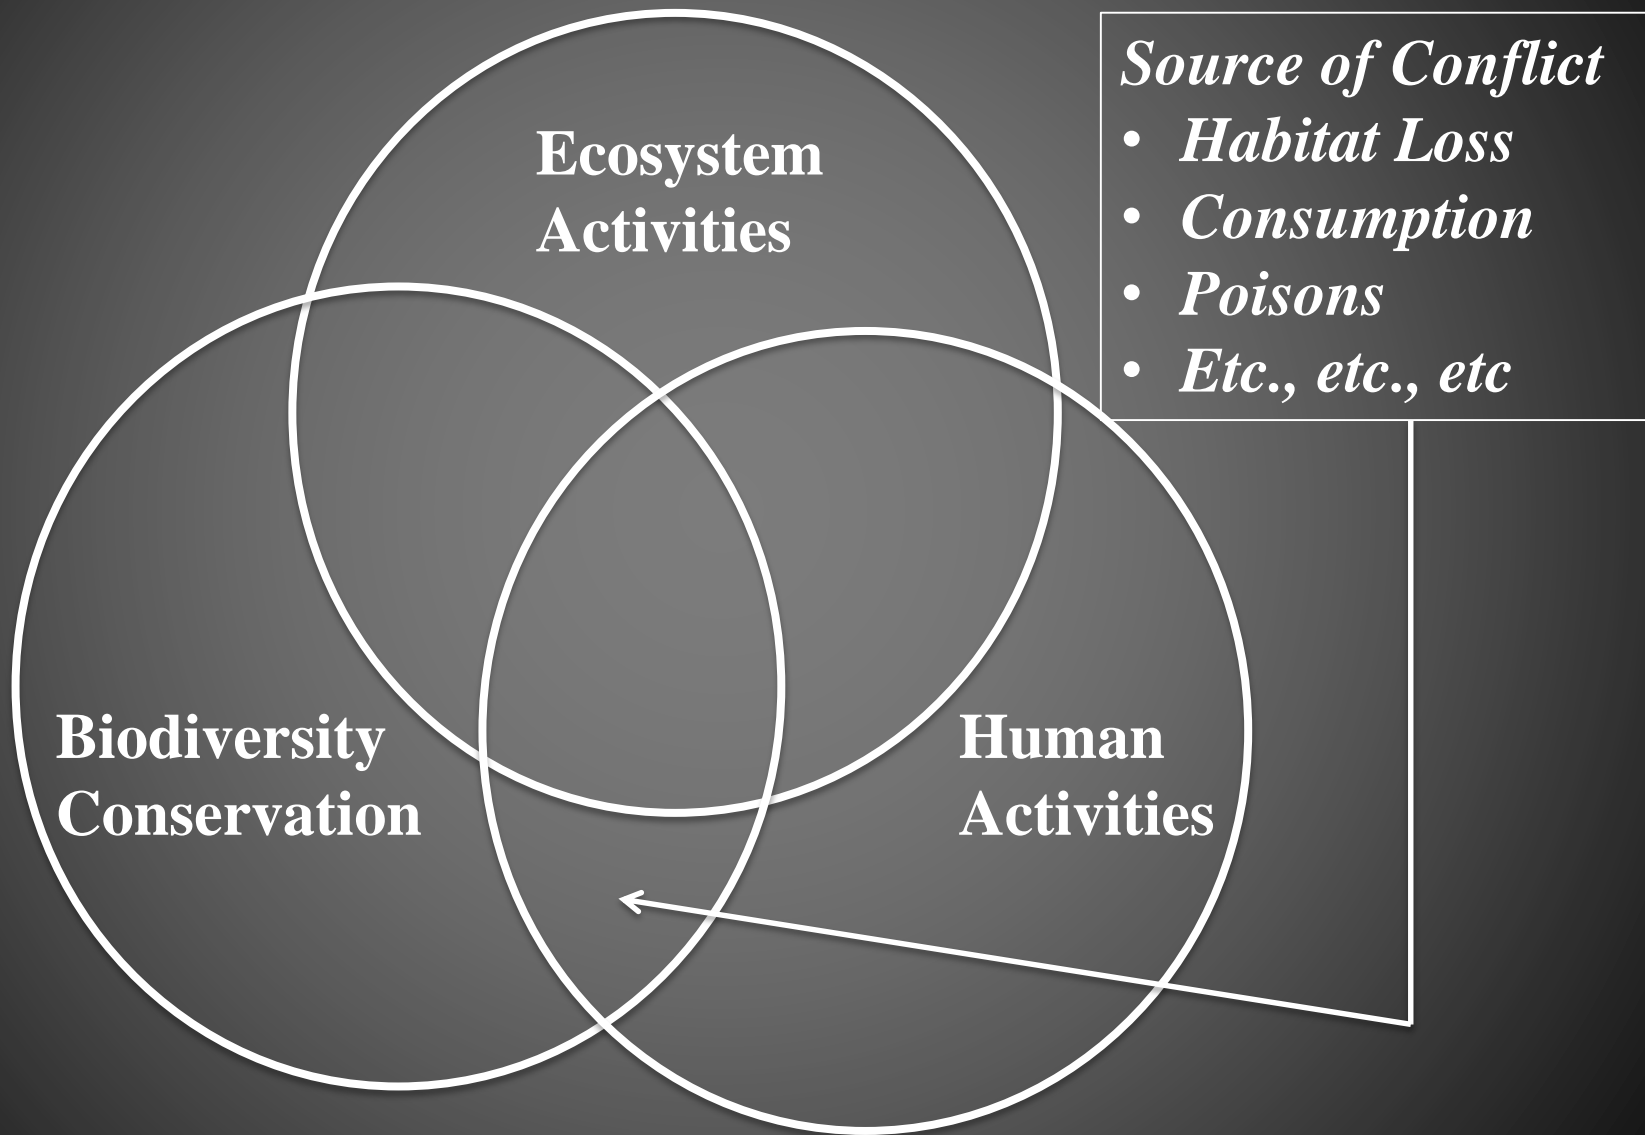 Ecosystem
Activities
Source of Conflict
• Habitat Loss
• Consumption
• Poisons
• Etc., etc., etc
Biodiversity
Conservation
Human
Activities